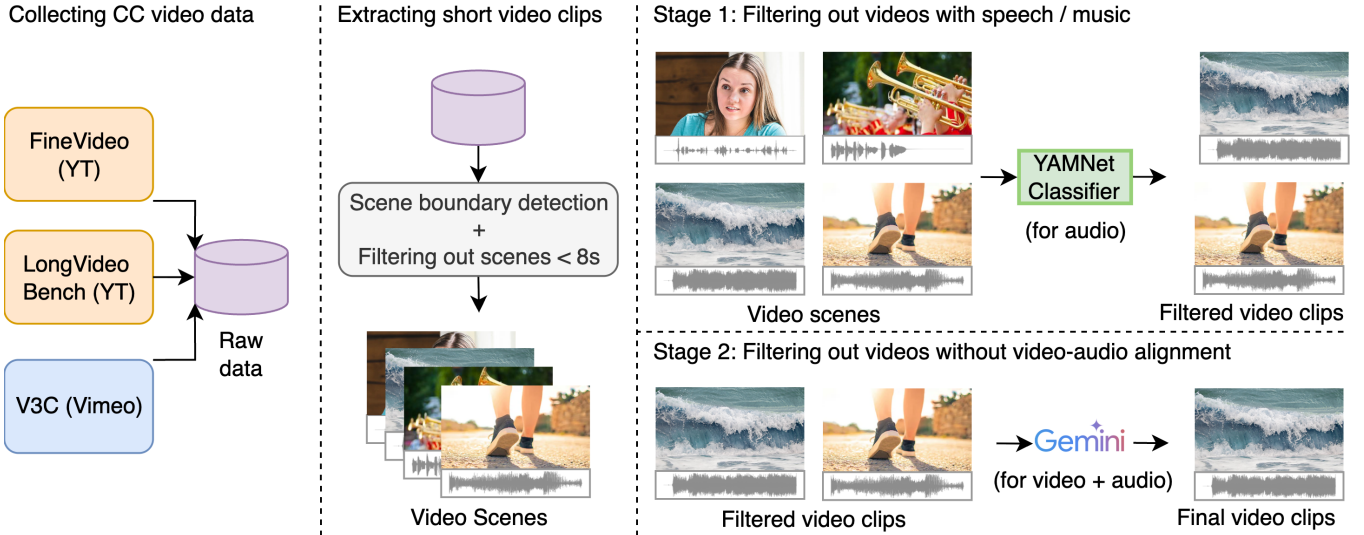 Collecting CC video data
FineVideo
(YT)
LongVideo
Bench (YT)
V3C (Vimeo)
Raw
data
Extracting short video clips
Scene boundary detection
+
Filtering out scenes < 8s
Video Scenes
Stage 1: Filtering out videos with speech / music
Video scenes
YAMNet
Classifier
(for audio)
Filtered video clips
Stage 2: Filtering out videos without video-audio alignment
Filtered video clips
Gemini
(for video + audio)
Final video clips